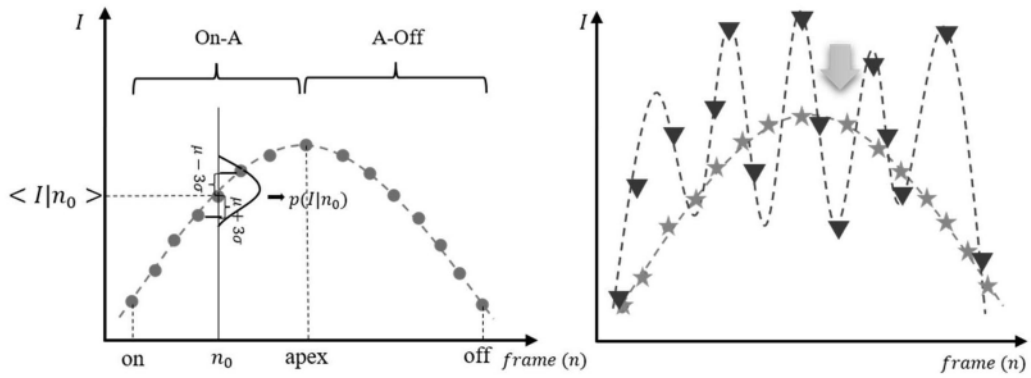 I
On-A
A-Off
μ − 3σ
< I|n₀ >
p(I|n₀)
μ + 3σ
on
n₀
apex
off
frame (n)
I
frame (n)